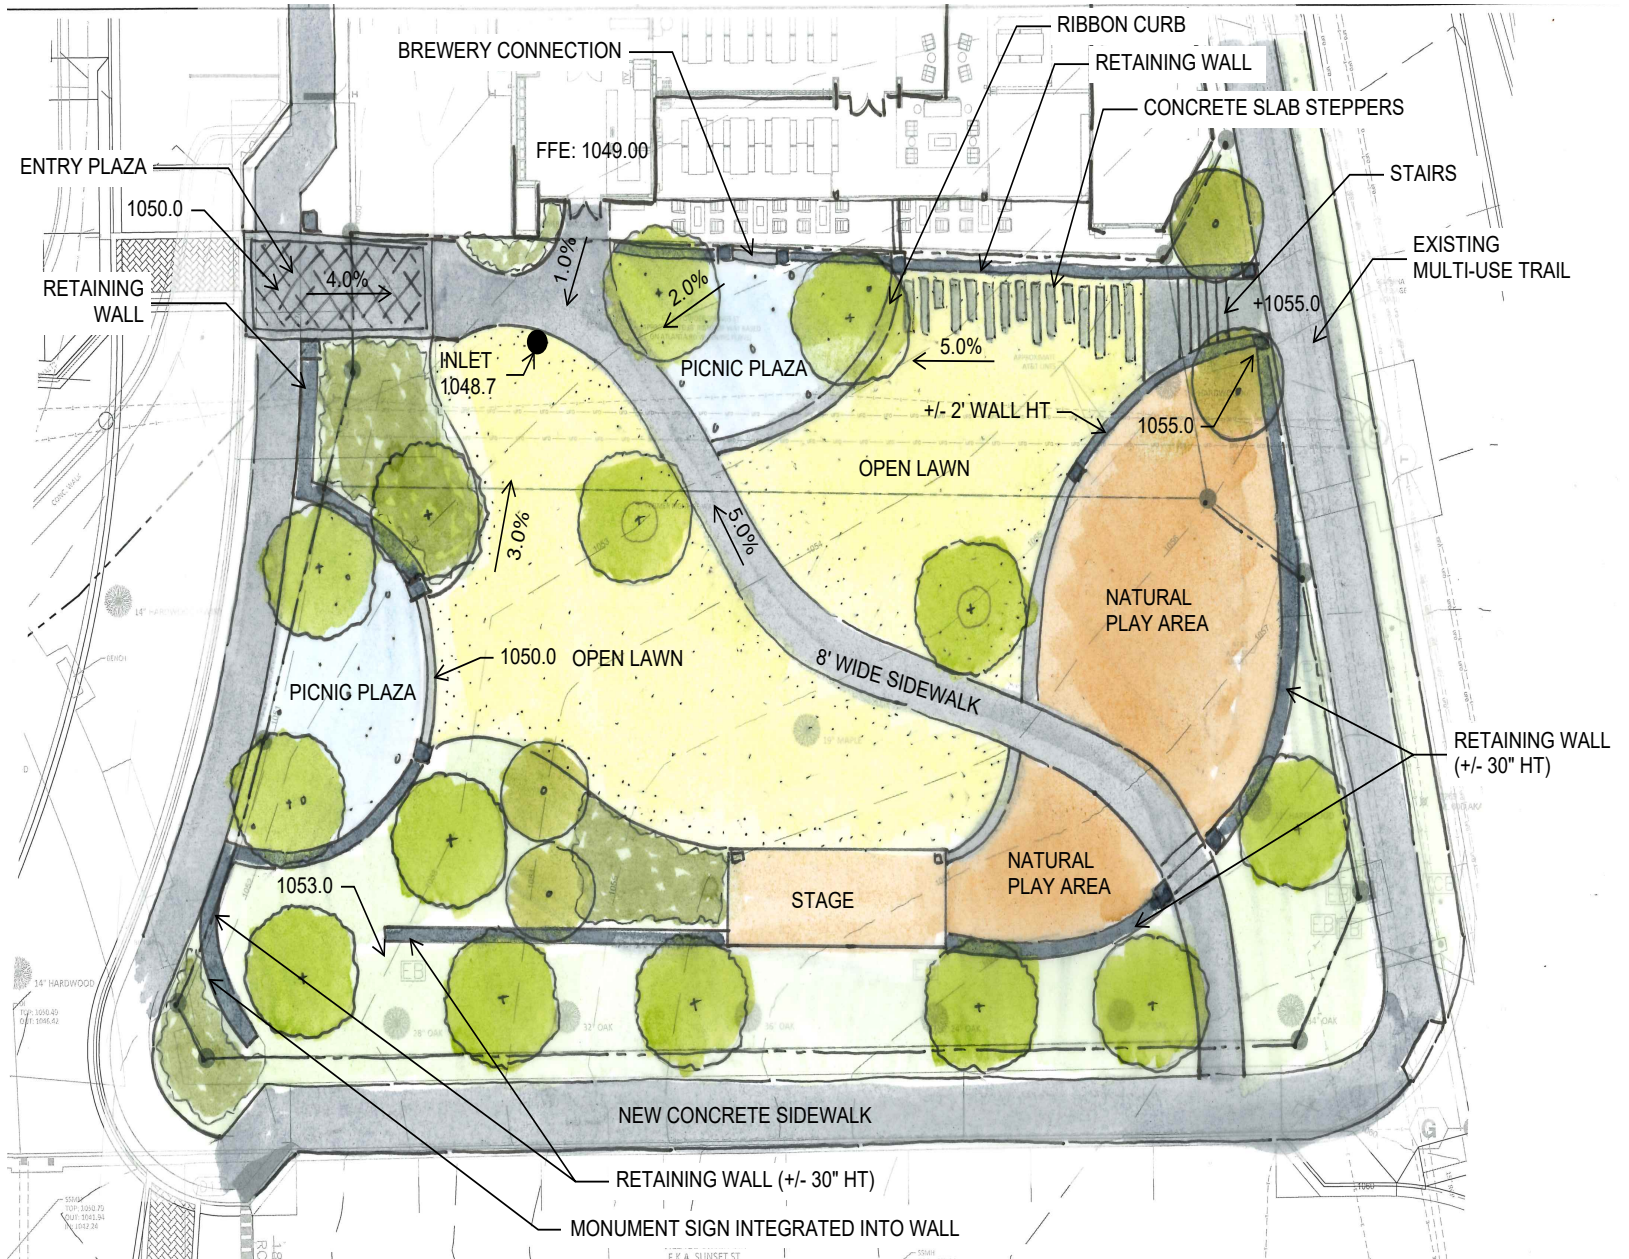 RIBBON CURB
BREWERY CONNECTION
RETAINING WALL
CONCRETE SLAB STEPPERS
FFE: 1049.00
ENTRY PLAZA
STAIRS
1050.0
EXISTING
MULTI-USE TRAIL
1.0%
4.0%
2.0%
RETAINING
WALL
+1055.0
INLET
1048.7
PICNIC PLAZA
5.0%
+/- 2' WALL HT
1055.0
OPEN LAWN
3.0%
5.0%
NATURAL
PLAY AREA
1050.0
OPEN LAWN
8' WIDE SIDEWALK
PICNIC PLAZA
RETAINING WALL
(+/- 30" HT)
NATURAL
PLAY AREA
1053.0
STAGE
14" HARDWOOD
32" OAK
NEW CONCRETE SIDEWALK
G
RETAINING WALL (+/- 30" HT)
MONUMENT SIGN INTEGRATED INTO WALL